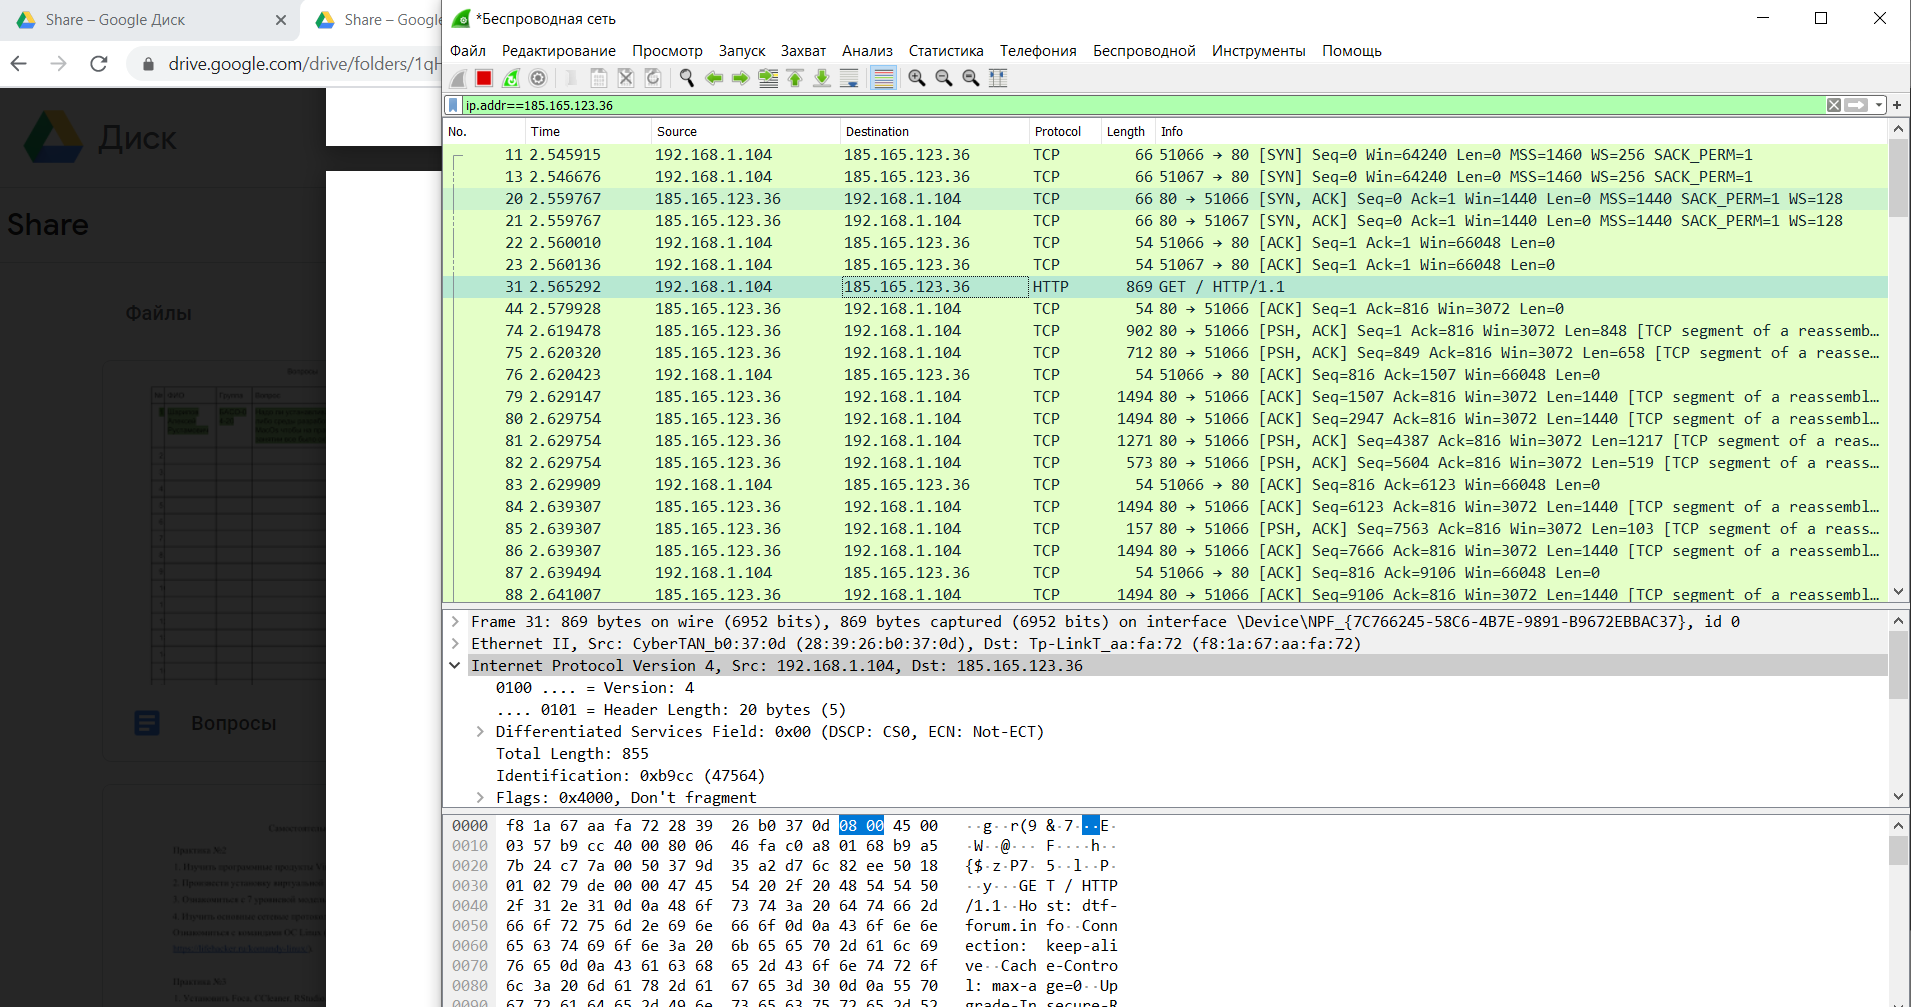 Share – Google Диск
Share – Google
*Беспроводная сеть
Файл Редактирование Просмотр Запуск Захват Анализ Статистика Телефония Беспроводной Инструменты Помощь
drive.google.com/drive/folders/1qH
ip.addr==185.165.123.36
Диск
Share
Файлы
Вопросы
№ ФИО Группа Вопрос
Вопросы
Практика №2
Практика №3
No. Time Source Destination Protocol Length Info
11 2.545915 192.168.1.104 185.165.123.36 TCP 66 51066 → 80 [SYN] Seq=0 Win=64240 Len=0 MSS=1460 WS=256 SACK_PERM=1
13 2.546676 192.168.1.104 185.165.123.36 TCP 66 51067 → 80 [SYN] Seq=0 Win=64240 Len=0 MSS=1460 WS=256 SACK_PERM=1
20 2.559767 185.165.123.36 192.168.1.104 TCP 66 80 → 51066 [SYN, ACK] Seq=0 Ack=1 Win=1440 Len=0 MSS=1440 SACK_PERM=1 WS=128
21 2.559767 185.165.123.36 192.168.1.104 TCP 66 80 → 51067 [SYN, ACK] Seq=0 Ack=1 Win=1440 Len=0 MSS=1440 SACK_PERM=1 WS=128
22 2.560010 192.168.1.104 185.165.123.36 TCP 54 51066 → 80 [ACK] Seq=1 Ack=1 Win=66048 Len=0
23 2.560136 192.168.1.104 185.165.123.36 TCP 54 51067 → 80 [ACK] Seq=1 Ack=1 Win=66048 Len=0
31 2.565292 192.168.1.104 185.165.123.36 HTTP 869 GET / HTTP/1.1
44 2.579928 185.165.123.36 192.168.1.104 TCP 54 80 → 51066 [ACK] Seq=1 Ack=816 Win=3072 Len=0
74 2.619478 185.165.123.36 192.168.1.104 TCP 902 80 → 51066 [PSH, ACK] Seq=1 Ack=816 Win=3072 Len=848 [TCP segment of a reassemb…
75 2.620320 185.165.123.36 192.168.1.104 TCP 712 80 → 51066 [PSH, ACK] Seq=849 Ack=816 Win=3072 Len=658 [TCP segment of a reasse…
76 2.620423 192.168.1.104 185.165.123.36 TCP 54 51066 → 80 [ACK] Seq=816 Ack=1507 Win=66048 Len=0
79 2.629147 185.165.123.36 192.168.1.104 TCP 1494 80 → 51066 [ACK] Seq=1507 Ack=816 Win=3072 Len=1440 [TCP segment of a reassembl…
80 2.629754 185.165.123.36 192.168.1.104 TCP 1494 80 → 51066 [ACK] Seq=2947 Ack=816 Win=3072 Len=1440 [TCP segment of a reassembl…
81 2.629754 185.165.123.36 192.168.1.104 TCP 1271 80 → 51066 [PSH, ACK] Seq=4387 Ack=816 Win=3072 Len=1217 [TCP segment of a reas…
82 2.629754 185.165.123.36 192.168.1.104 TCP 573 80 → 51066 [PSH, ACK] Seq=5604 Ack=816 Win=3072 Len=519 [TCP segment of a reass…
83 2.629909 192.168.1.104 185.165.123.36 TCP 54 51066 → 80 [ACK] Seq=816 Ack=6123 Win=66048 Len=0
84 2.639307 185.165.123.36 192.168.1.104 TCP 1494 80 → 51066 [ACK] Seq=6123 Ack=816 Win=3072 Len=1440 [TCP segment of a reassembl…
85 2.639307 185.165.123.36 192.168.1.104 TCP 157 80 → 51066 [PSH, ACK] Seq=7563 Ack=816 Win=3072 Len=103 [TCP segment of a reass…
86 2.639307 185.165.123.36 192.168.1.104 TCP 1494 80 → 51066 [ACK] Seq=7666 Ack=816 Win=3072 Len=1440 [TCP segment of a reassembl…
87 2.639494 192.168.1.104 185.165.123.36 TCP 54 51066 → 80 [ACK] Seq=816 Ack=9106 Win=66048 Len=0
88 2.641007 185.165.123.36 192.168.1.104 TCP 1494 80 → 51066 [ACK] Seq=9106 Ack=816 Win=3072 Len=1440 [TCP segment of a reassembl…
Frame 31: 869 bytes on wire (6952 bits), 869 bytes captured (6952 bits) on interface \Device\NPF_{7C766245-58C6-4B7E-9891-B9672EBBAC37}, id 0
Ethernet II, Src: CyberTAN_b0:37:0d (28:39:26:b0:37:0d), Dst: Tp-LinkT_aa:fa:72 (f8:1a:67:aa:fa:72)
Internet Protocol Version 4, Src: 192.168.1.104, Dst: 185.165.123.36
0100 .... = Version: 4
.... 0101 = Header Length: 20 bytes (5)
Differentiated Services Field: 0x00 (DSCP: CS0, ECN: Not-ECT)
Total Length: 855
Identification: 0xb9cc (47564)
Flags: 0x4000, Don't fragment
0000 f8 1a 67 aa fa 72 28 39 26 b0 37 0d 08 00 45 00 ··g··r(9 &·7···E·
0010 03 57 b9 cc 40 00 80 06 46 fa c0 a8 01 68 b9 a5 ·W··@··· F····h··
0020 7b 24 c7 7a 00 50 37 9d 35 a2 d7 6c 82 ee 50 18 {$·z·P7· 5··l··P·
0030 01 02 79 de 00 00 47 45 54 20 2f 20 48 54 54 50 ··y···GE T / HTTP
0040 2f 31 2e 31 0d 0a 48 6f 73 74 3a 20 64 74 66 2d /1.1··Ho st: dtf-
0050 66 6f 72 75 6d 2e 69 6e 66 6f 0d 0a 43 6f 6e 6e forum.in fo··Conn
0060 65 63 74 69 6f 6e 3a 20 6b 65 65 70 2d 61 6c 69 ection: keep-ali
0070 76 65 0d 0a 43 61 63 68 65 2d 43 6f 6e 74 72 6f ve··Cach e-Contro
0080 6c 3a 20 6d 61 78 2d 61 67 65 3d 30 0d 0a 55 70 l: max-a ge=0··Up
0090 67 72 61 64 65 2d 49 6e 73 65 63 75 72 65 2d 52 grade-In secure-R